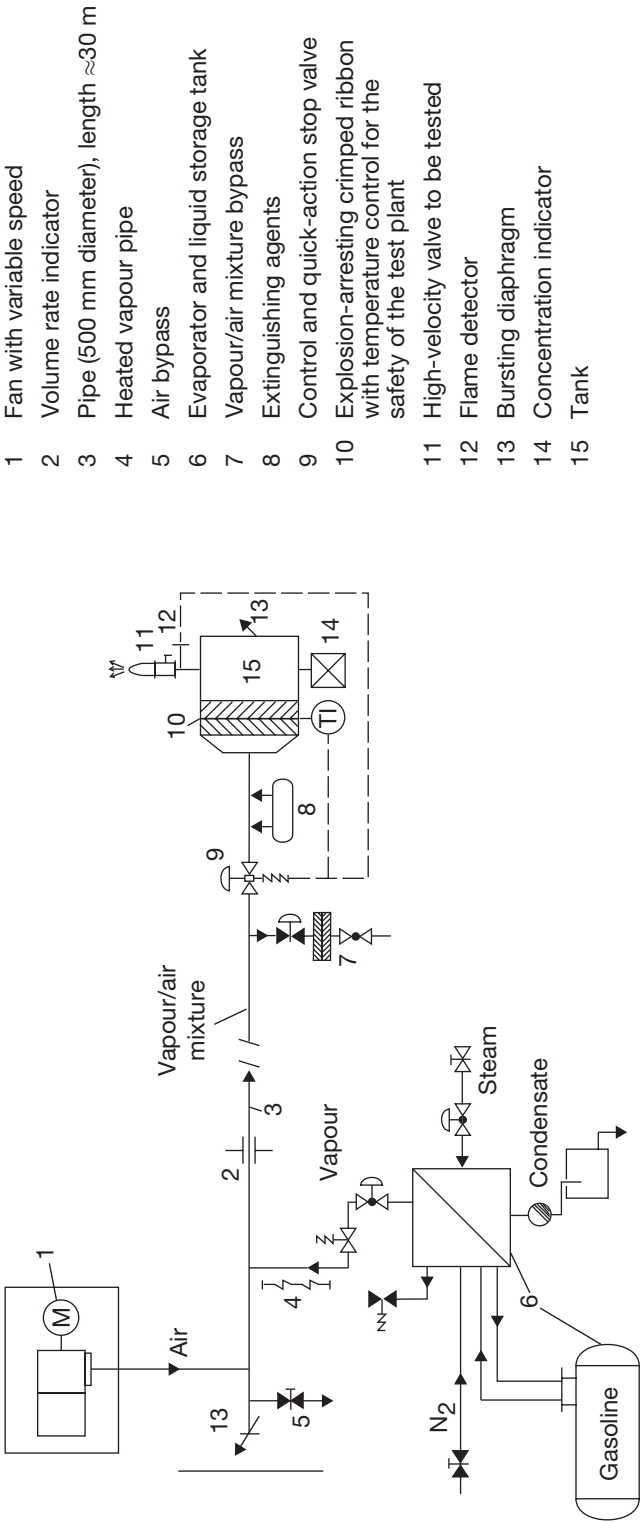 1
M
Air
13
5
2
3
4
Vapour
Vapour/air
mixture
7
9
8
10
11
12
13
15
14
TI
N2
6
Gasoline
Steam
Condensate
1 Fan with variable speed
2 Volume rate indicator
3 Pipe (500 mm diameter), length ≈30 m
4 Heated vapour pipe
5 Air bypass
6 Evaporator and liquid storage tank
7 Vapour/air mixture bypass
8 Extinguishing agents
9 Control and quick-action stop valve
10 Explosion-arresting crimped ribbon
with temperature control for the
safety of the test plant
11 High-velocity valve to be tested
12 Flame detector
13 Bursting diaphragm
14 Concentration indicator
15 Tank